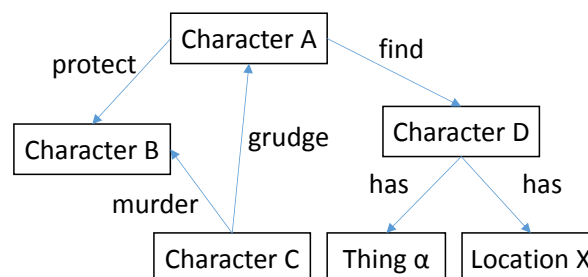 Character A
protect
find
Character B
grudge
Character D
murder
has
has
Character C
Thing α
Location X